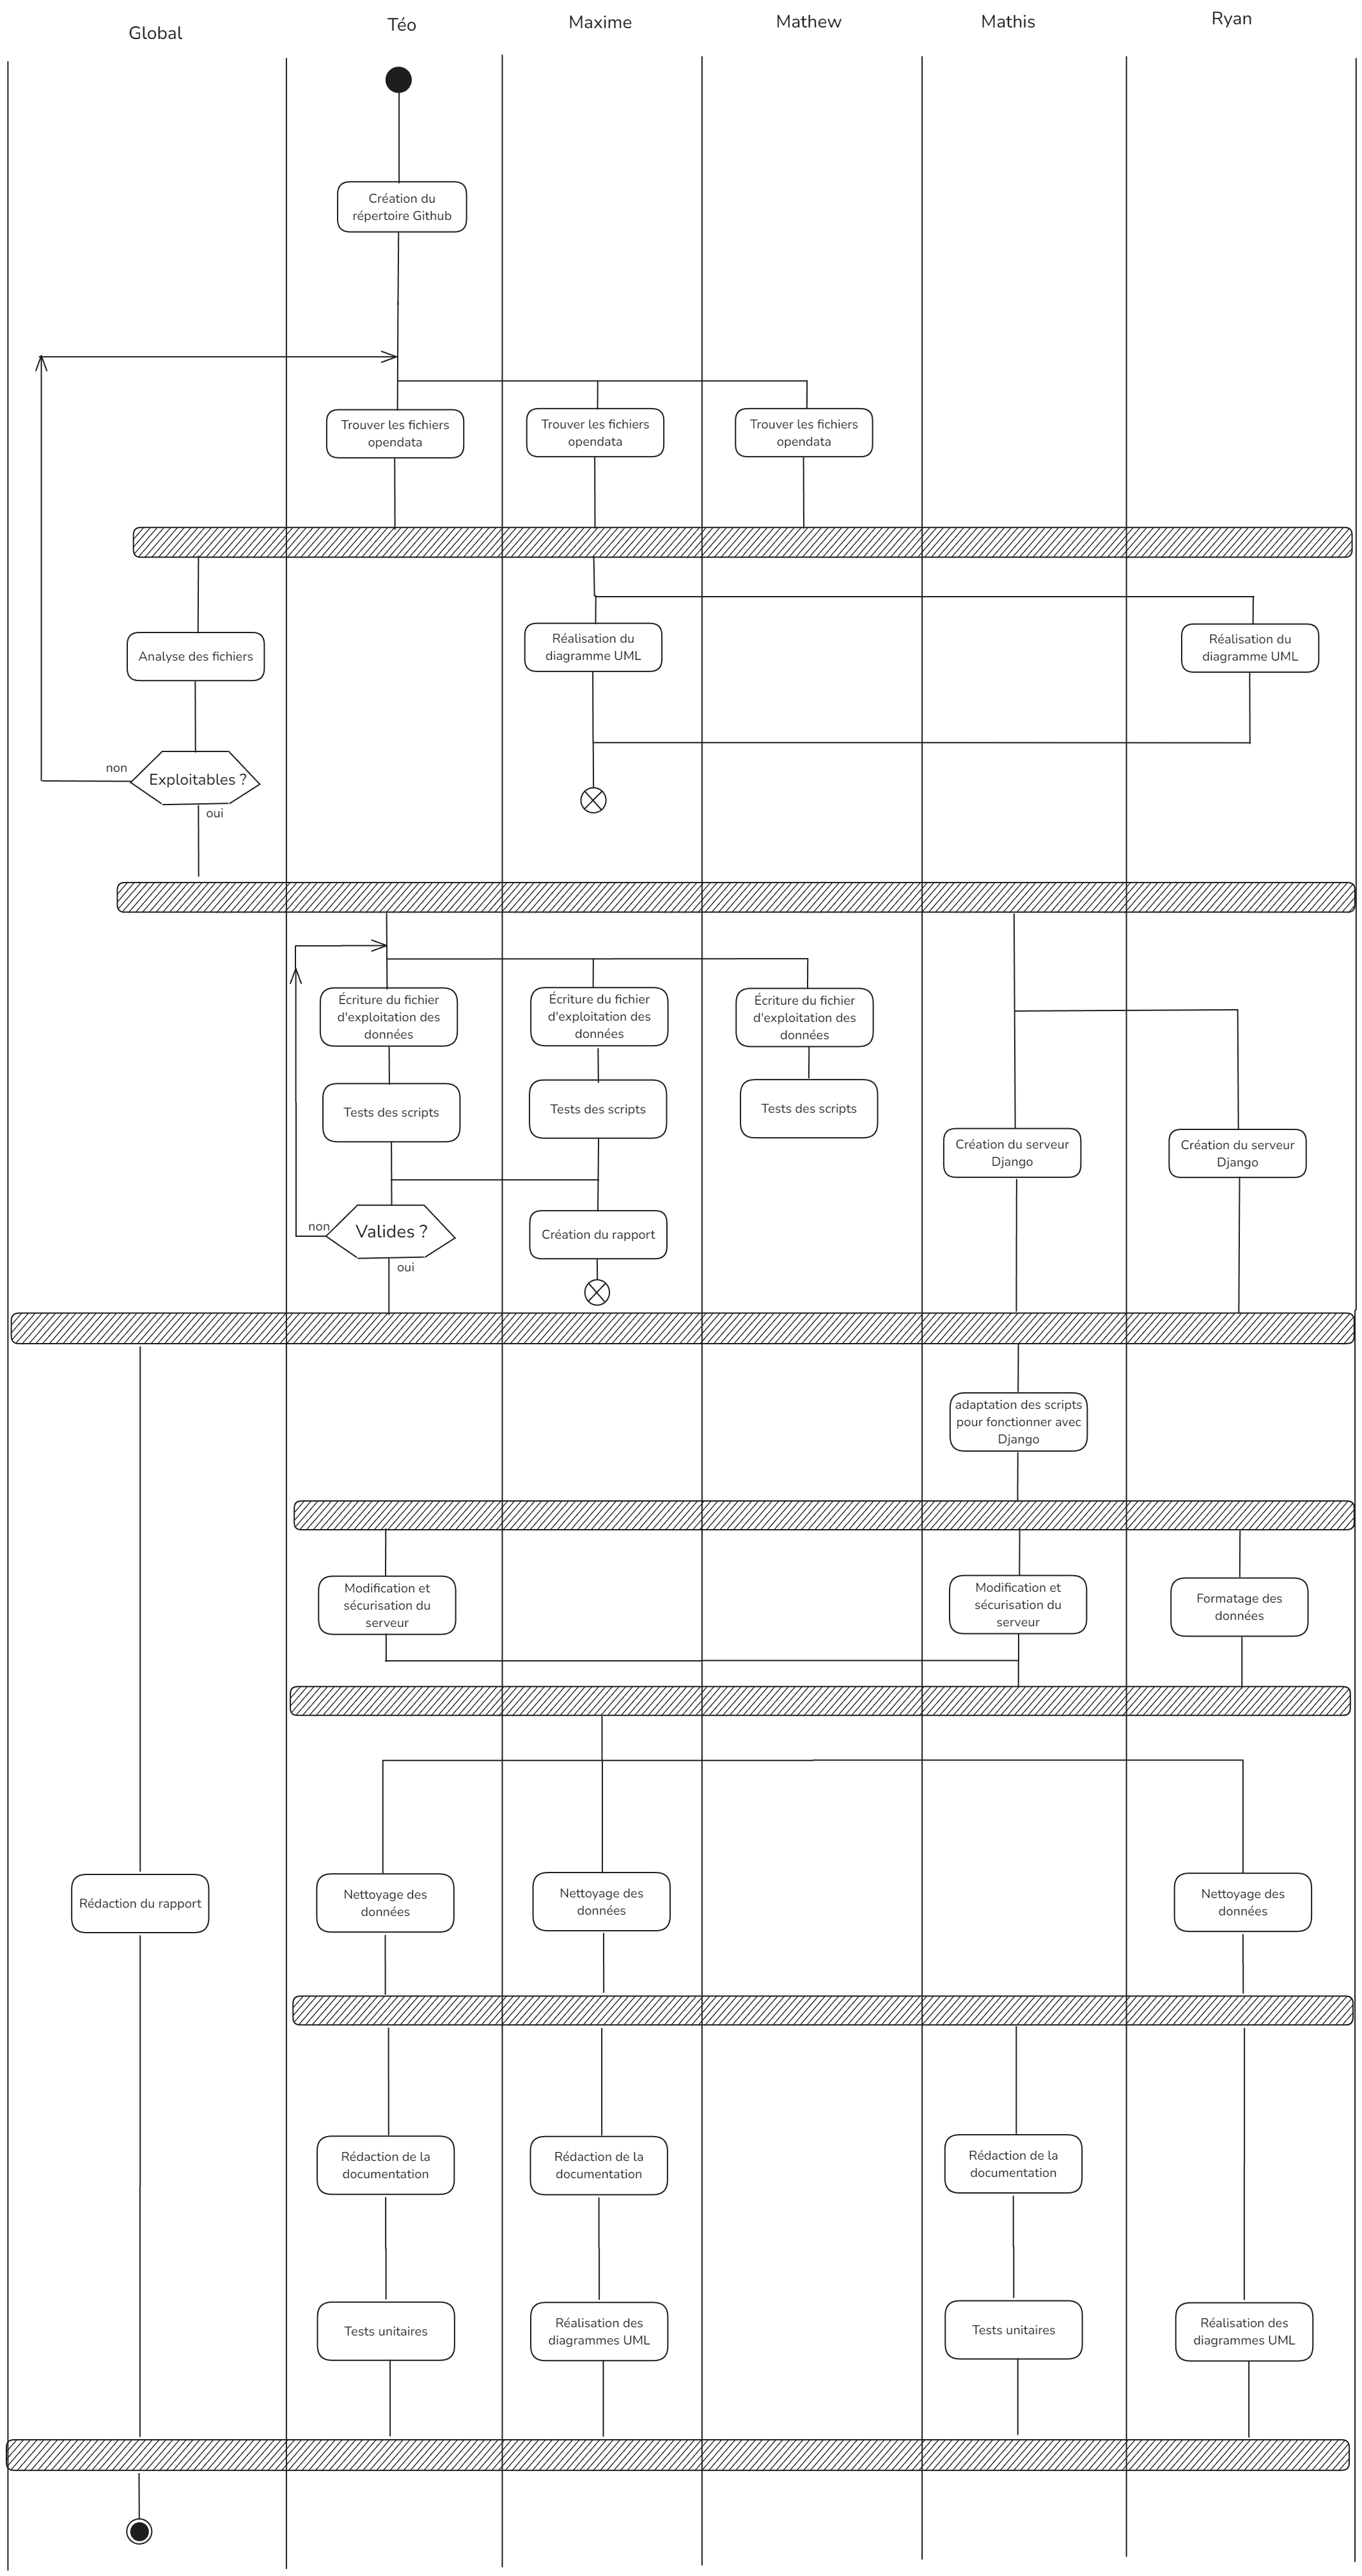 Global
Téo
Maxime
Mathew
Mathis
Ryan
Création du
répertoire Github
Trouver les fichiers
opendata
Trouver les fichiers
opendata
Trouver les fichiers
opendata
Analyse des fichiers
Réalisation du
diagramme UML
Réalisation du
diagramme UML
non
Exploitables ?
oui
Écriture du fichier
d'exploitation des
données
Écriture du fichier
d'exploitation des
données
Écriture du fichier
d'exploitation des
données
Tests des scripts
Tests des scripts
Tests des scripts
Création du serveur
Django
Création du serveur
Django
non
Valides ?
oui
Création du rapport
adaptation des scripts
pour fonctionner avec
Django
Modification et
sécurisation du
serveur
Modification et
sécurisation du
serveur
Formatage des
données
Rédaction du rapport
Nettoyage des
données
Nettoyage des
données
Nettoyage des
données
Rédaction de la
documentation
Rédaction de la
documentation
Rédaction de la
documentation
Tests unitaires
Réalisation des
diagrammes UML
Tests unitaires
Réalisation des
diagrammes UML